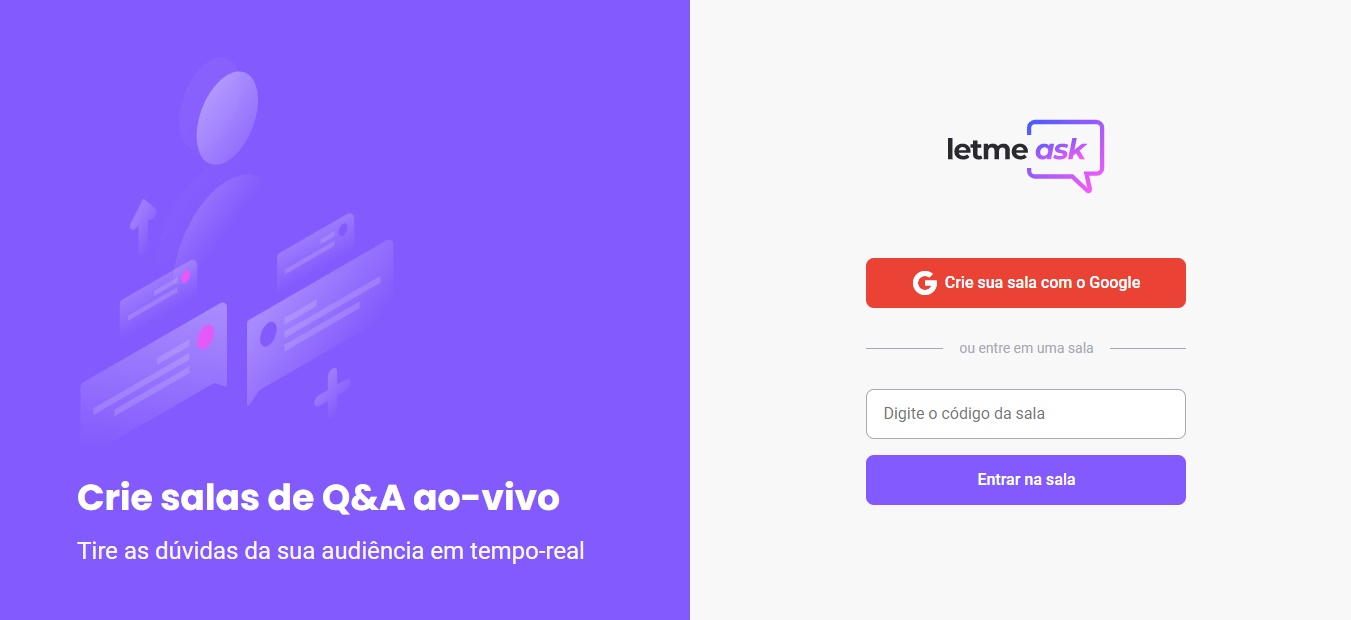 Crie salas de Q&A ao-vivo
Tire as dúvidas da sua audiência em tempo-real
letme ask
Crie sua sala com o Google
ou entre em uma sala
Digite o código da sala
Entrar na sala